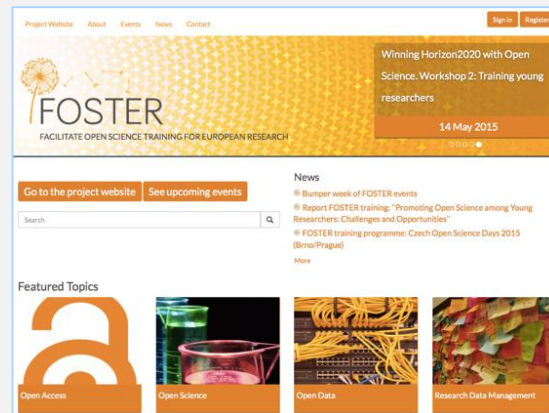 Project Website About Events News Contact
Sign in Register
Winning Horizon2020 with Open
Science. Workshop 2: Training young
researchers
14 May 2015
FOSTER
FACILITATE OPEN SCIENCE TRAINING FOR EUROPEAN RESEARCH
Go to the project website See upcoming events
Search
News
Bumper week of FOSTER events
Report FOSTER training: "Promoting Open Science among Young
Researchers: Challenges and Opportunities"
FOSTER training programme: Czech Open Science Days 2015
(Brno/Prague)
More
Featured Topics
Open Access
Open Science
Open Data
Research Data Management